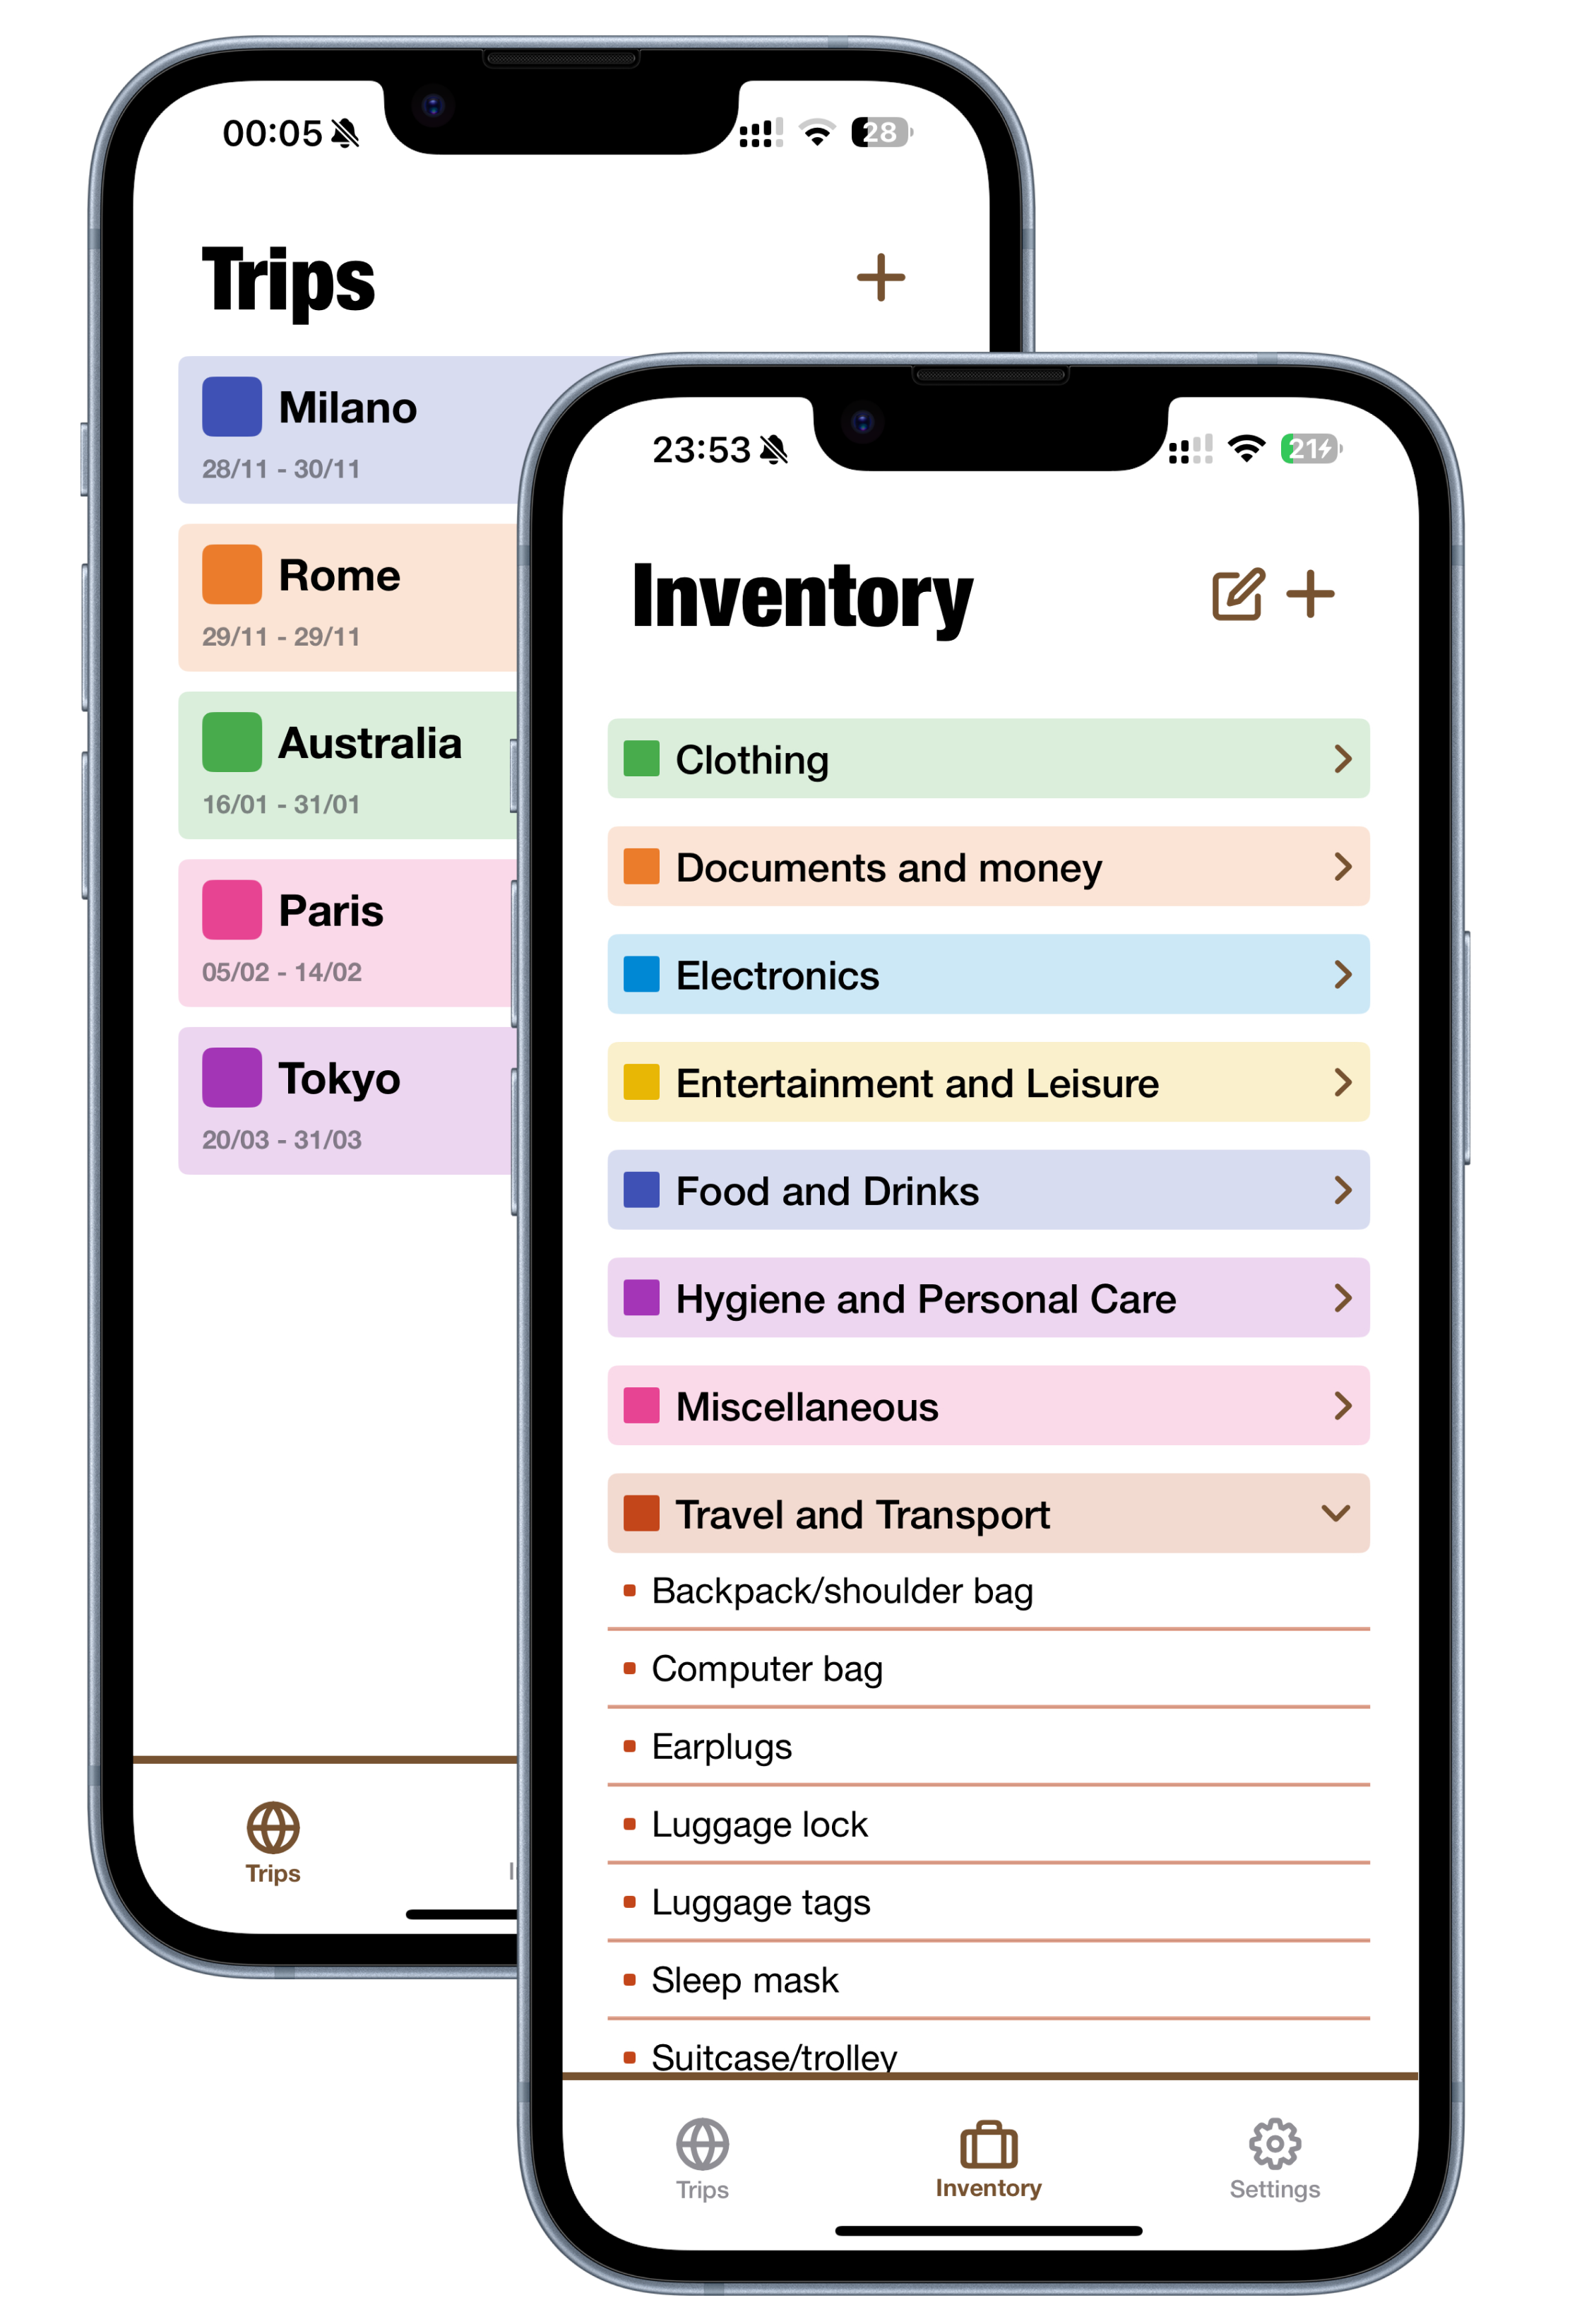 00:05
28
Trips
Milano
28/11 - 30/11
Rome
29/11 - 29/11
Australia
16/01 - 31/01
Paris
05/02 - 14/02
Tokyo
20/03 - 31/03
Trips
23:53
21
Inventory
Clothing
Documents and money
Electronics
Entertainment and Leisure
Food and Drinks
Hygiene and Personal Care
Miscellaneous
Travel and Transport
Backpack/shoulder bag
Computer bag
Earplugs
Luggage lock
Luggage tags
Sleep mask
Suitcase/trolley
Trips
Inventory
Settings